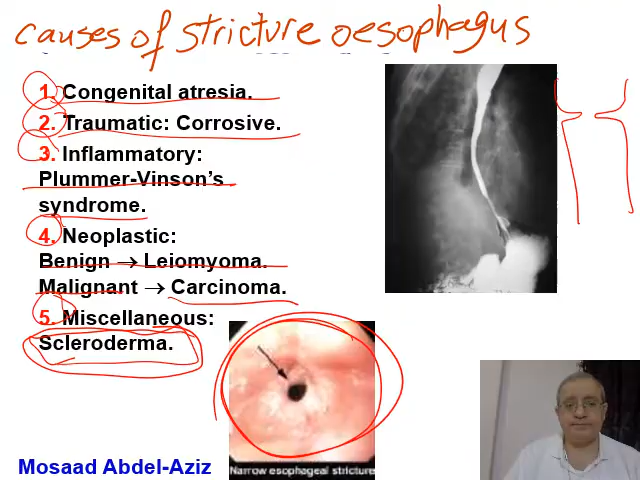 causes of stricture oesophagus
1. Congenital atresia.
2. Traumatic: Corrosive.
3. Inflammatory:
Plummer-Vinson's
syndrome.
4. Neoplastic:
Benign → Leiomyoma.
Malignant → Carcinoma.
5. Miscellaneous:
Scleroderma.
Narrow esophageal stricture
Mosaad Abdel-Aziz